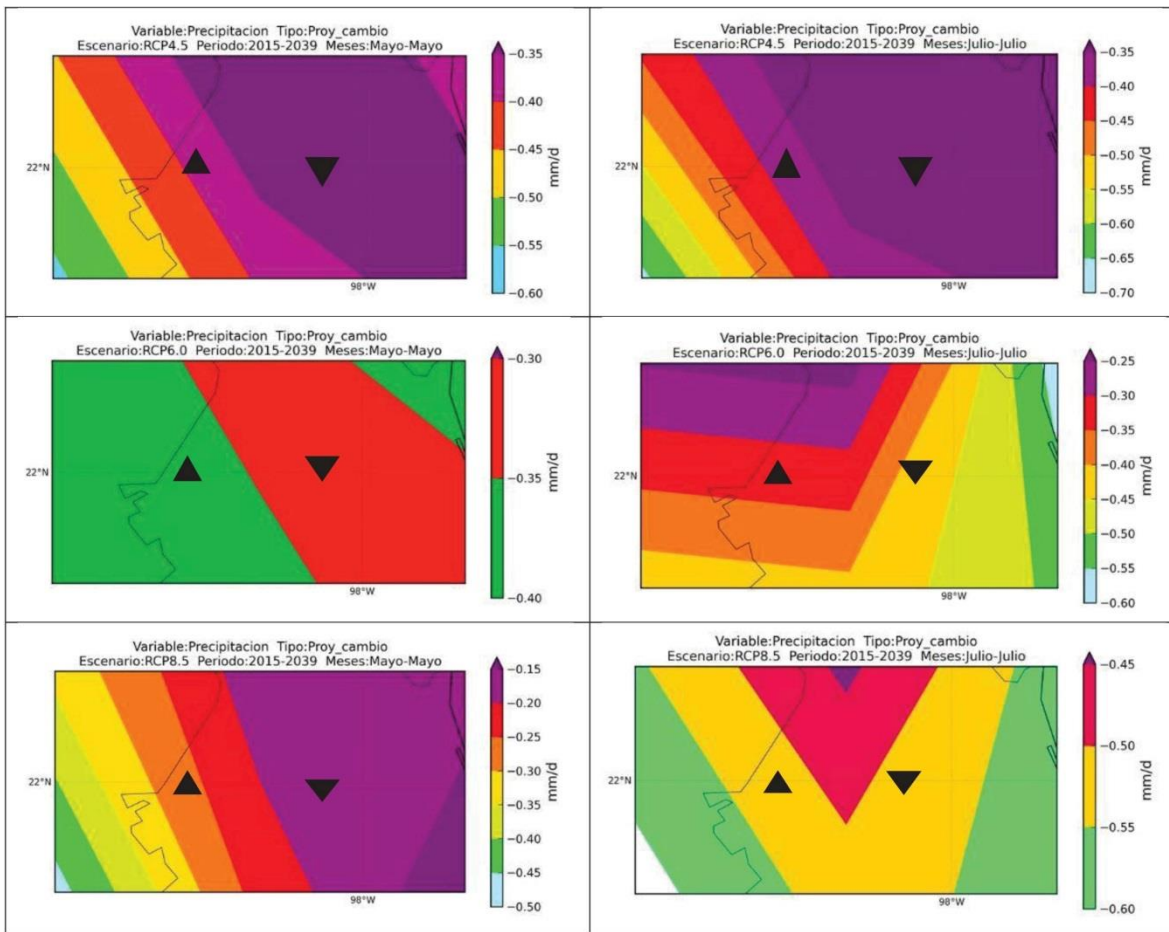 Variable:Precipitacion Tipo:Proy_cambio
Escenario:RCP4.5 Periodo:2015-2039 Meses:Mayo-Mayo
22°N
98°W
−0.35
−0.40
−0.45
−0.50
−0.55
−0.60
mm/d
Variable:Precipitacion Tipo:Proy_cambio
Escenario:RCP4.5 Periodo:2015-2039 Meses:Julio-Julio
22°N
98°W
−0.35
−0.40
−0.45
−0.50
−0.55
−0.60
−0.65
−0.70
mm/d
Variable:Precipitacion Tipo:Proy_cambio
Escenario:RCP6.0 Periodo:2015-2039 Meses:Mayo-Mayo
22°N
98°W
−0.30
−0.35
−0.40
mm/d
Variable:Precipitacion Tipo:Proy_cambio
Escenario:RCP6.0 Periodo:2015-2039 Meses:Julio-Julio
22°N
98°W
−0.25
−0.30
−0.35
−0.40
−0.45
−0.50
−0.55
−0.60
mm/d
Variable:Precipitacion Tipo:Proy_cambio
Escenario:RCP8.5 Periodo:2015-2039 Meses:Mayo-Mayo
22°N
98°W
−0.15
−0.20
−0.25
−0.30
−0.35
−0.40
−0.45
−0.50
mm/d
Variable:Precipitacion Tipo:Proy_cambio
Escenario:RCP8.5 Periodo:2015-2039 Meses:Julio-Julio
22°N
98°W
−0.45
−0.50
−0.55
−0.60
mm/d